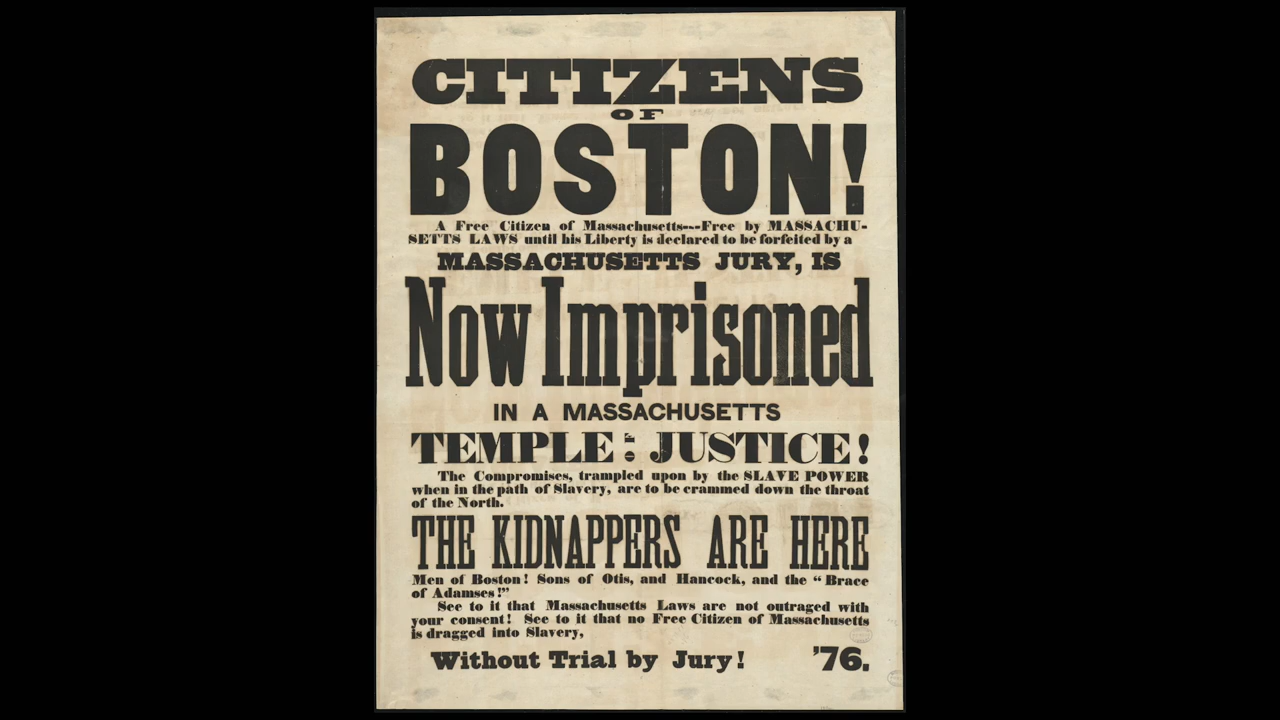 CITIZENS
OF
BOSTON!
A Free Citizen of Massachusetts---Free by MASSACHU-
SETTS LAWS until his Liberty is declared to be forfeited by a
MASSACHUSETTS JURY, IS
Now Imprisoned
IN A MASSACHUSETTS
TEMPLE OF JUSTICE!
The Compromises, trampled upon by the SLAVE POWER
when in the path of Slavery, are to be crammed down the throat
of the North.
THE KIDNAPPERS ARE HERE
Men of Boston! Sons of Otis, and Hancock, and the “Brace
of Adamses!”
See to it that Massachusetts Laws are not outraged with
your consent! See to it that no Free Citizen of Massachusetts
is dragged into Slavery,
Without Trial by Jury! '76.